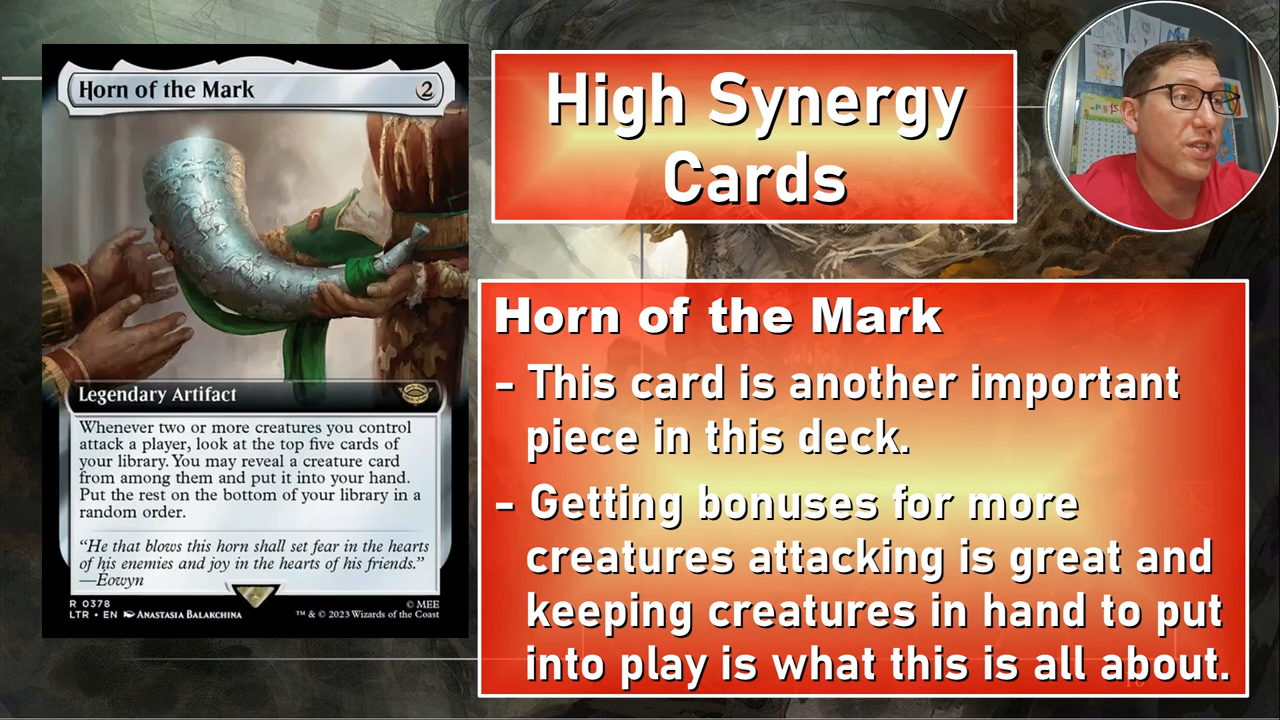 Horn of the Mark 2
Legendary Artifact
Whenever two or more creatures you control
attack a player, look at the top five cards of
your library. You may reveal a creature card
from among them and put it into your hand.
Put the rest on the bottom of your library in a
random order.
“He that blows this horn shall set fear in the hearts
of his enemies and joy in the hearts of his friends.”
—Éowyn
R 0378
LTR • EN ANASTASIA BALAKCHINA
© MEE
™ & © 2023 Wizards of the Coast
High Synergy
Cards
Horn of the Mark
- This card is another important
piece in this deck.
- Getting bonuses for more
creatures attacking is great and
keeping creatures in hand to put
into play is what this is all about.